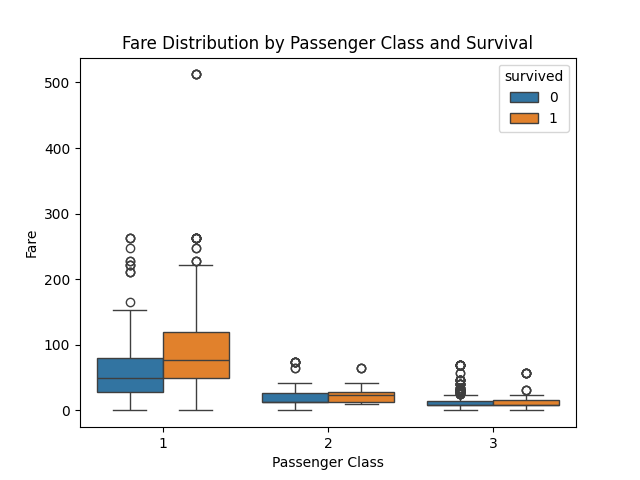 Fare Distribution by Passenger Class and Survival
survived
0
1
500
400
300
200
100
0
Fare
1 2 3
Passenger Class